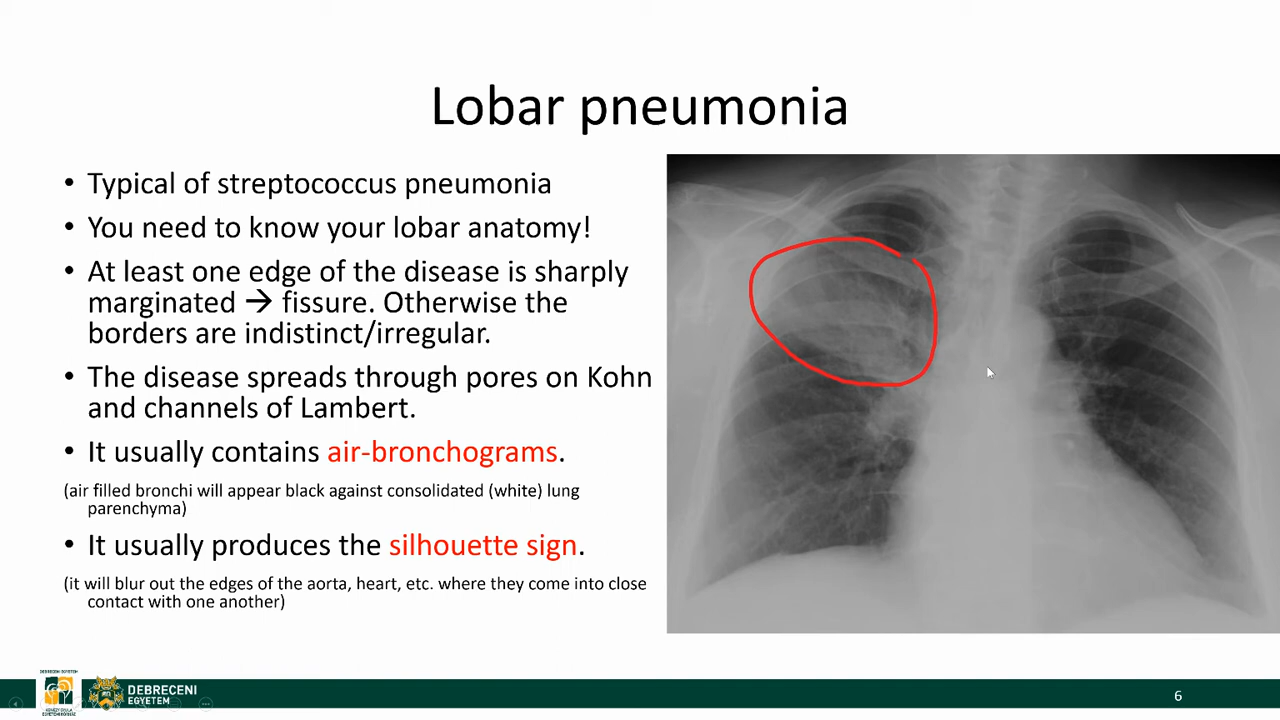 Lobar pneumonia
• Typical of streptococcus pneumonia
• You need to know your lobar anatomy!
• At least one edge of the disease is sharply
marginated → fissure. Otherwise the
borders are indistinct/irregular.
• The disease spreads through pores on Kohn
and channels of Lambert.
• It usually contains air-bronchograms.
(air filled bronchi will appear black against consolidated (white) lung
parenchyma)
• It usually produces the silhouette sign.
(it will blur out the edges of the aorta, heart, etc. where they come into close
contact with one another)
DEBRECENI EGYETEM
DEBRECENI
EGYETEM
6